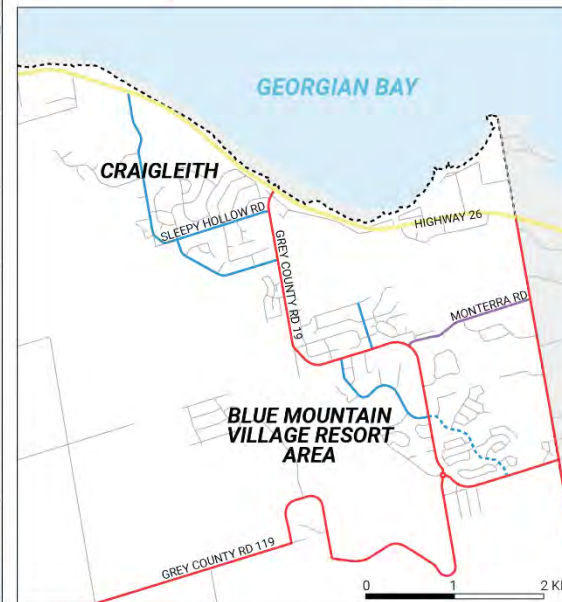 GEORGIAN BAY
CRAIGLEITH
SLEEPY HOLLOW RD
HIGHWAY 26
GREY COUNTY RD 19
MONTERRA RD
BLUE MOUNTAIN
VILLAGE RESORT
AREA
GREY COUNTY RD 119
0 1 2 K